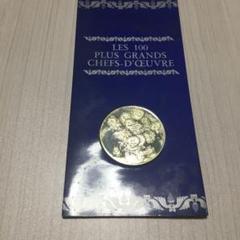 LES 100
PLUS GRANDS
CHEFS-D'ŒUVRE